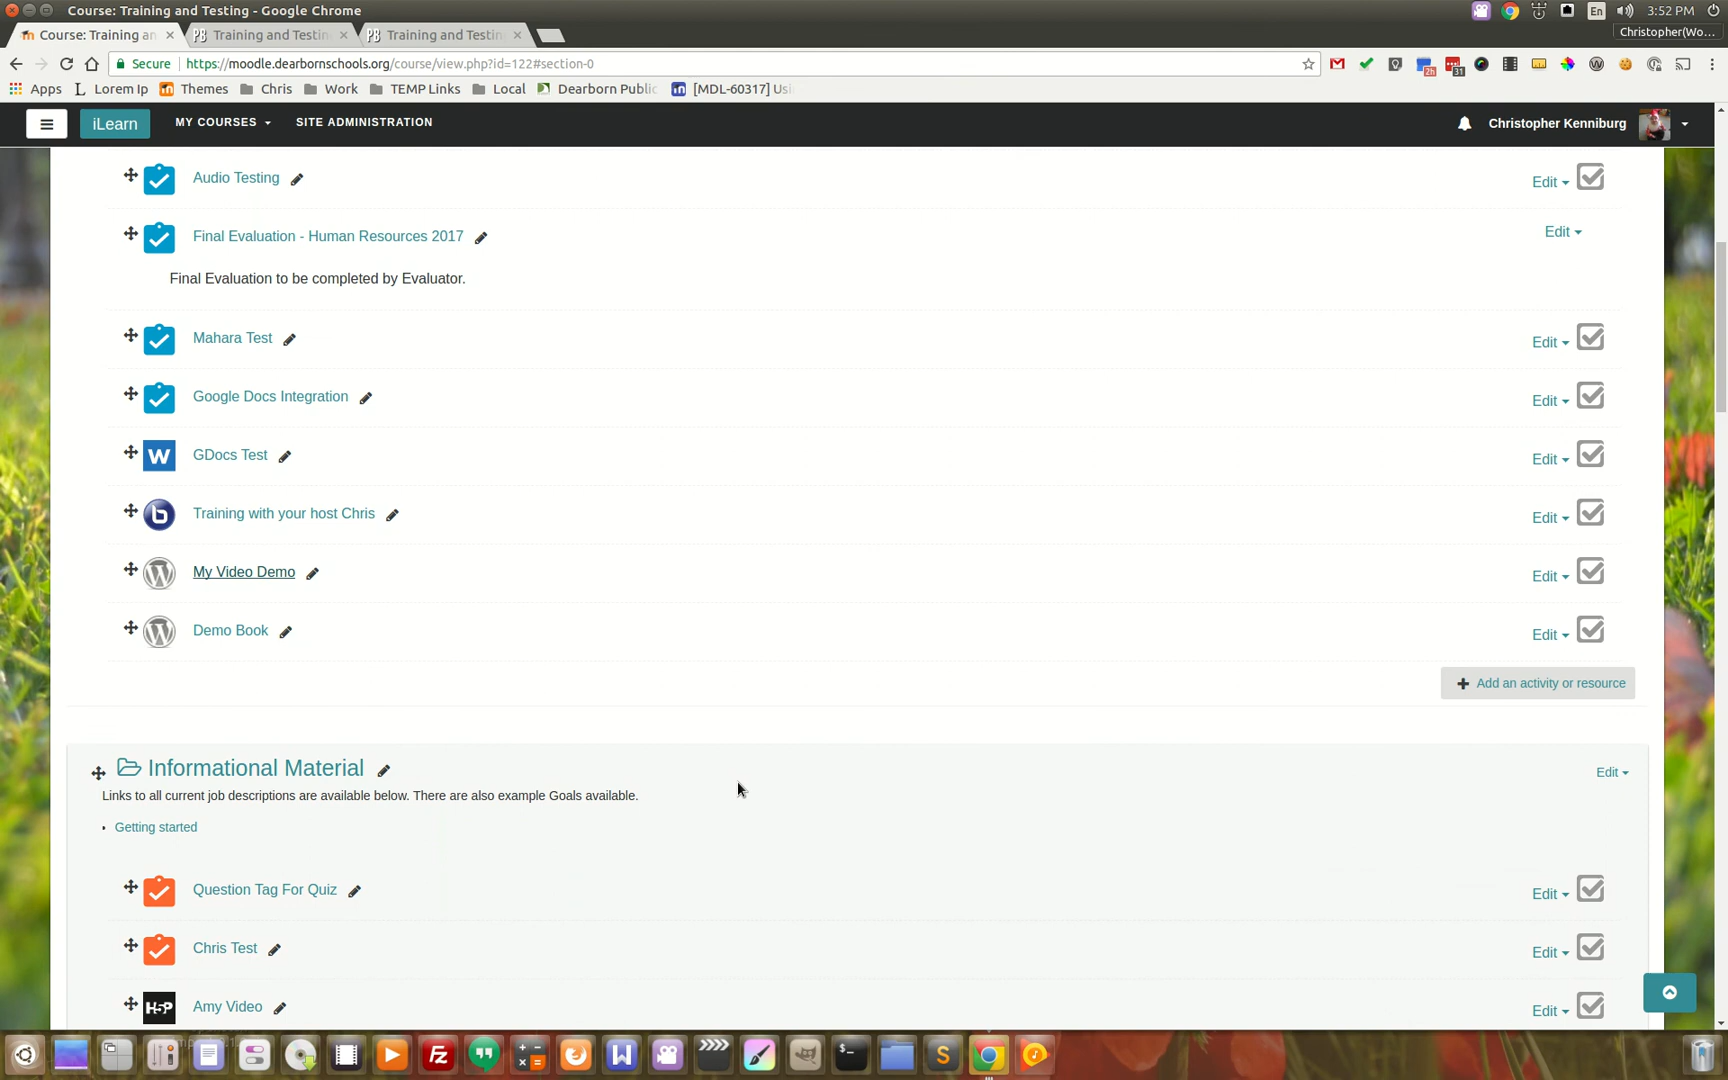 Course: Training and Testing - Google Chrome
En
3:52 PM
Course: Training an
Training and Testin
Training and Testin
Christopher(Wo...
Secure
https://moodle.dearbornschools.org/course/view.php?id=122#section-0
2h
31
Apps
Lorem Ip
Themes
Chris
Work
TEMP Links
Local
Dearborn Public
[MDL-60317] Usi
iLearn
MY COURSES
SITE ADMINISTRATION
Christopher Kenniburg
Audio Testing
Edit
Final Evaluation - Human Resources 2017
Edit
Final Evaluation to be completed by Evaluator.
Mahara Test
Edit
Google Docs Integration
Edit
W
GDocs Test
Edit
b
Training with your host Chris
Edit
My Video Demo
Edit
Demo Book
Edit
Add an activity or resource
Informational Material
Edit
Links to all current job descriptions are available below. There are also example Goals available.
Getting started
Question Tag For Quiz
Edit
Chris Test
Edit
H5P
Amy Video
Edit